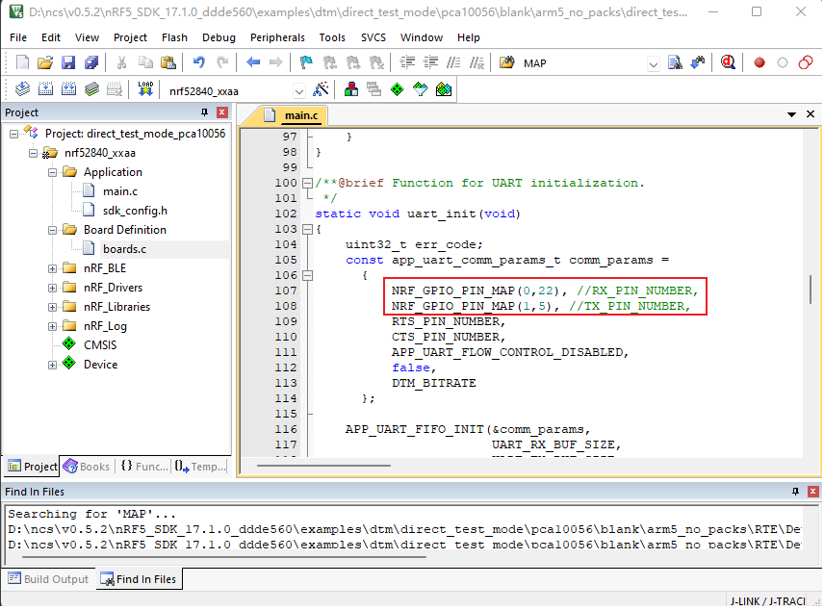 D:\ncs\v0.5.2\nRF5_SDK_17.1.0_ddde560\examples\dtm\direct_test_mode\pca10056\blank\arm5_no_packs\direct_tes...
File Edit View Project Flash Debug Peripherals Tools SVCS Window Help
MAP
LOAD
nrf52840_xxaa
Project
main.c
Project: direct_test_mode_pca10056
nrf52840_xxaa
Application
main.c
sdk_config.h
Board Definition
boards.c
nRF_BLE
nRF_Drivers
nRF_Libraries
nRF_Log
CMSIS
Device
97 }
98 }
99
100 /**@brief Function for UART initialization.
101 */
102 static void uart_init(void)
103 {
104 uint32_t err_code;
105 const app_uart_comm_params_t comm_params =
106 {
107 NRF_GPIO_PIN_MAP(0,22), //RX_PIN_NUMBER,
108 NRF_GPIO_PIN_MAP(1,5), //TX_PIN_NUMBER,
109 RTS_PIN_NUMBER,
110 CTS_PIN_NUMBER,
111 APP_UART_FLOW_CONTROL_DISABLED,
112 false,
113 DTM_BITRATE
114 };
115
116 APP_UART_FIFO_INIT(&comm_params,
117 UART_RX_BUF_SIZE,
Project Books {} Func... Temp...
Find In Files
Searching for 'MAP'...
D:\ncs\v0.5.2\nRF5_SDK_17.1.0_ddde560\examples\dtm\direct_test_mode\pca10056\blank\arm5_no_packs\RTE\De
D:\ncs\v0.5.2\nRF5_SDK_17.1.0_ddde560\examples\dtm\direct_test_mode\pca10056\blank\arm5_no_packs\RTE\De
Build Output Find In Files
J-LINK / J-TRACE